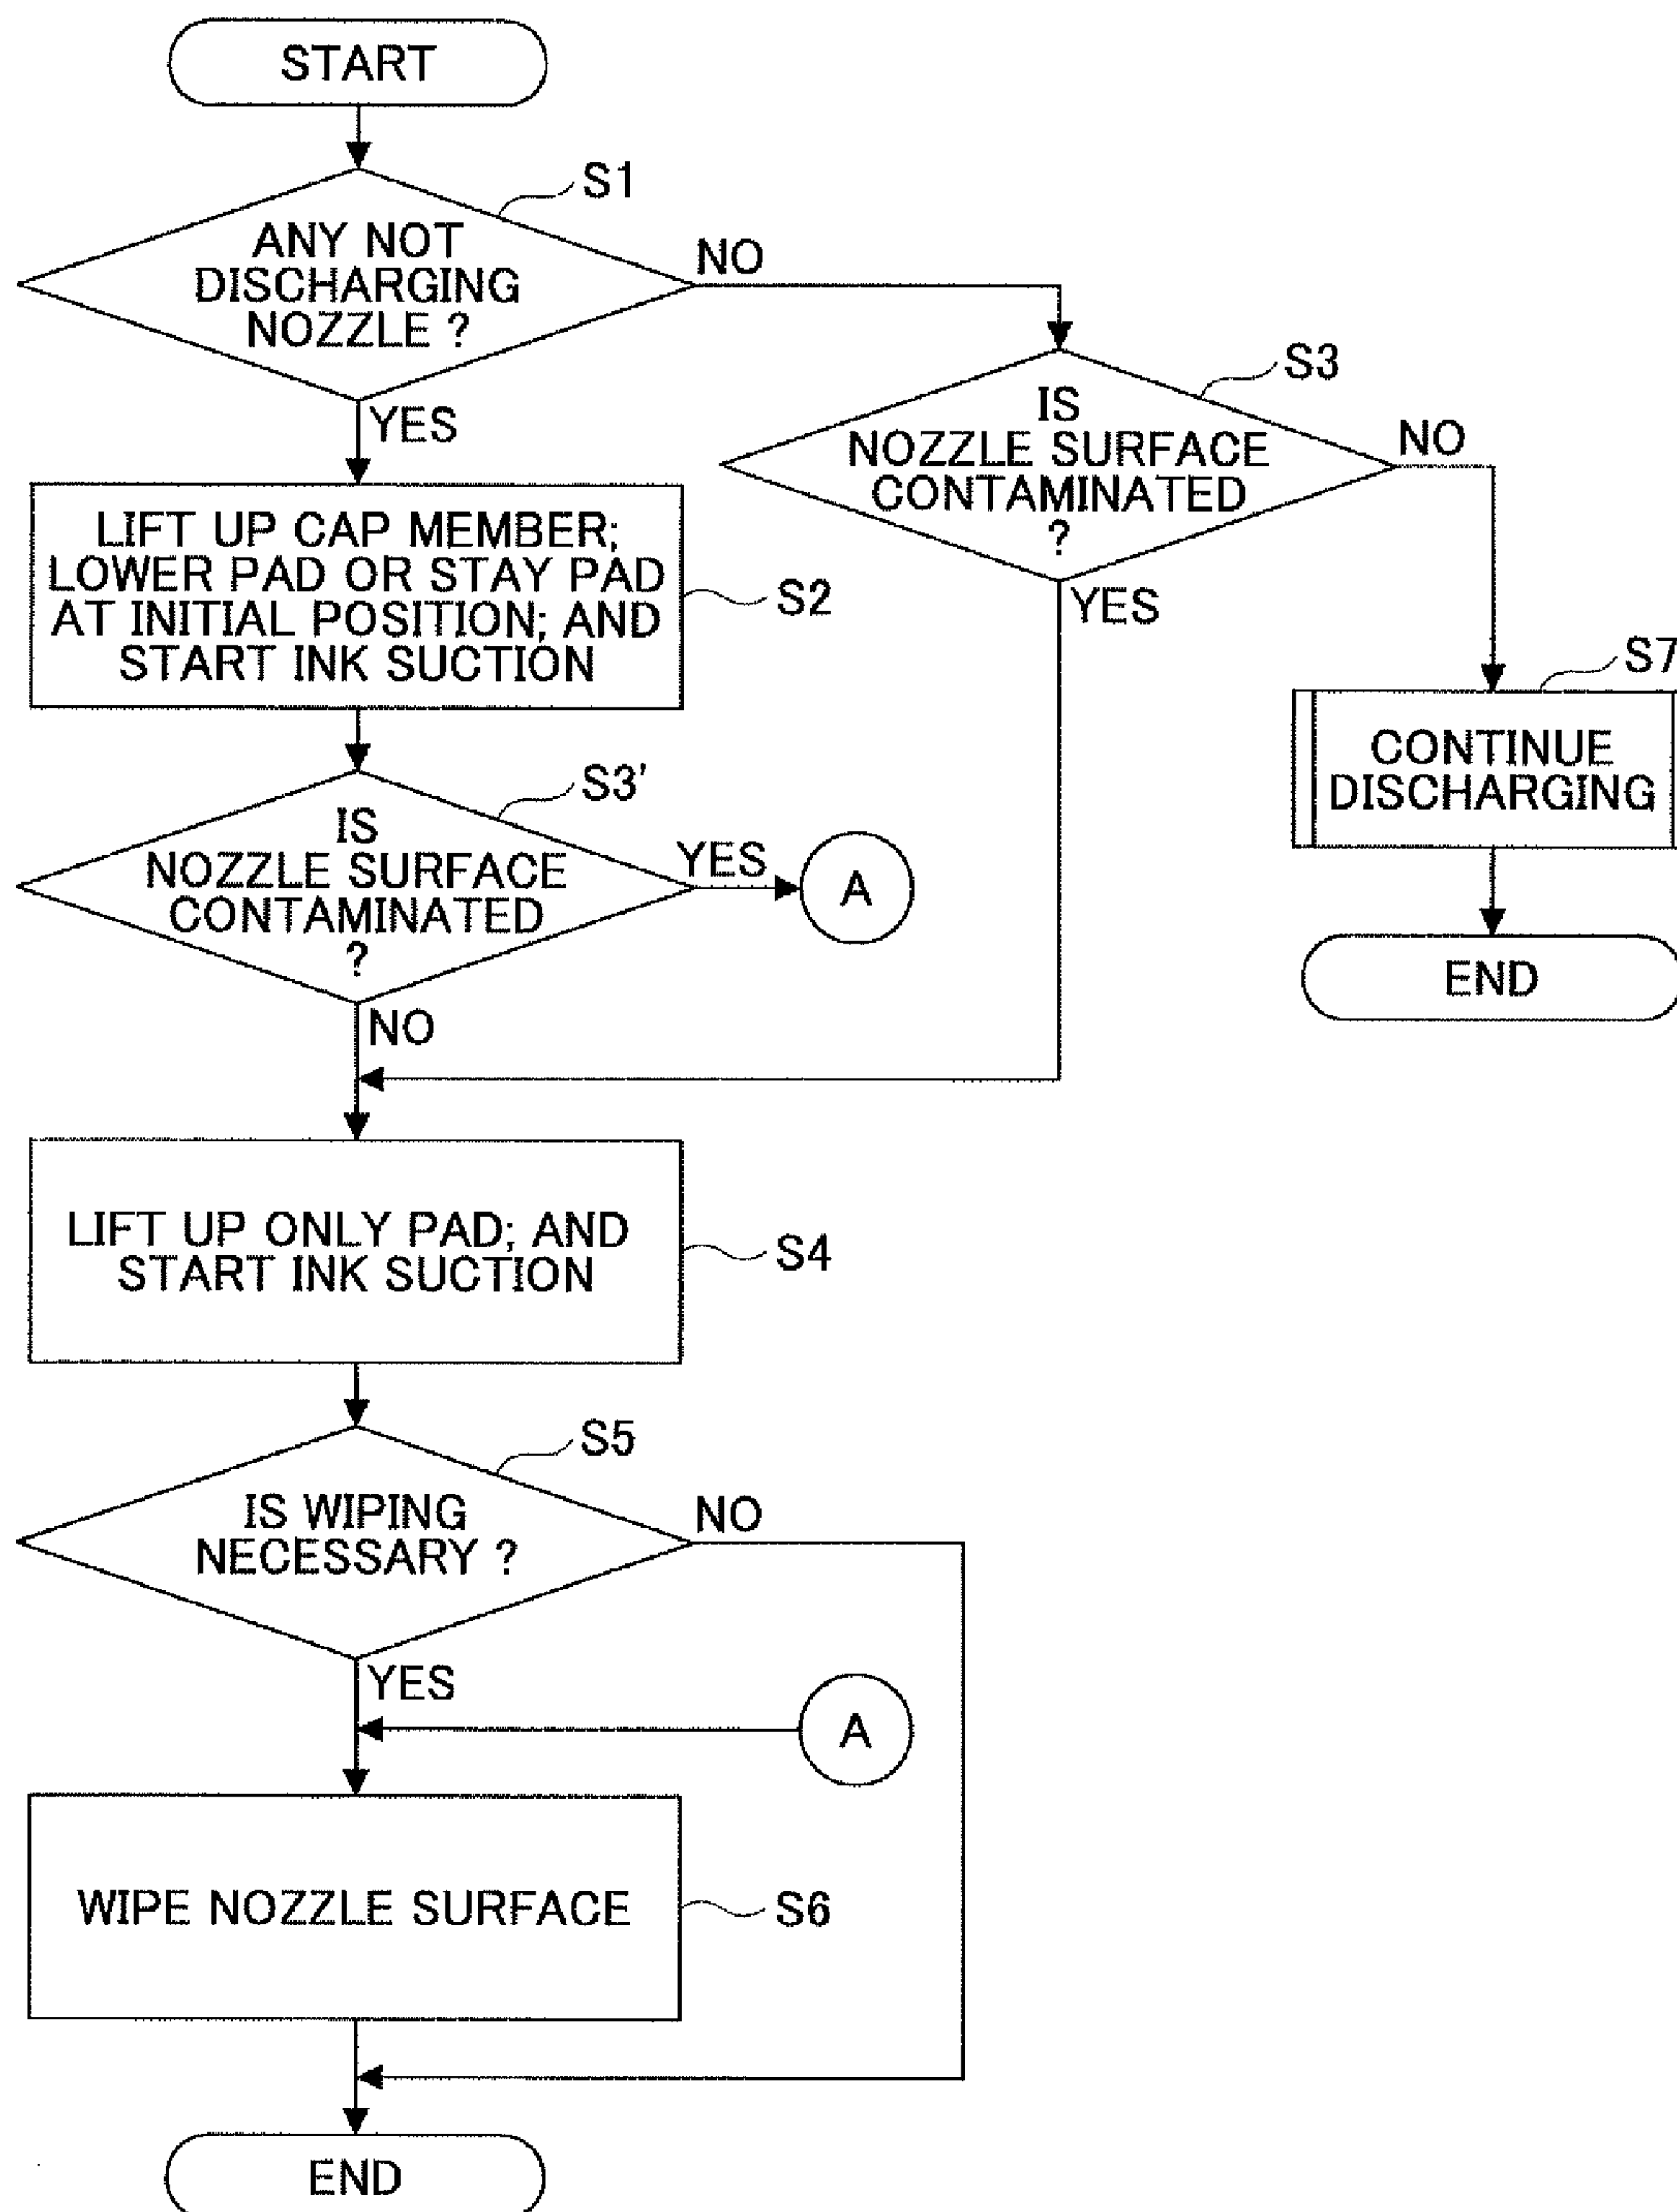 START
S1
ANY NOT
DISCHARGING
NOZZLE ?
NO
YES
S3
IS
NOZZLE SURFACE
CONTAMINATED
?
NO
YES
LIFT UP CAP MEMBER;
LOWER PAD OR STAY PAD
AT INITIAL POSITION; AND
START INK SUCTION
S2
S7
CONTINUE
DISCHARGING
END
S3'
IS
NOZZLE SURFACE
CONTAMINATED
?
YES
A
NO
LIFT UP ONLY PAD; AND
START INK SUCTION
S4
S5
IS WIPING
NECESSARY ?
NO
YES
A
WIPE NOZZLE SURFACE
S6
END